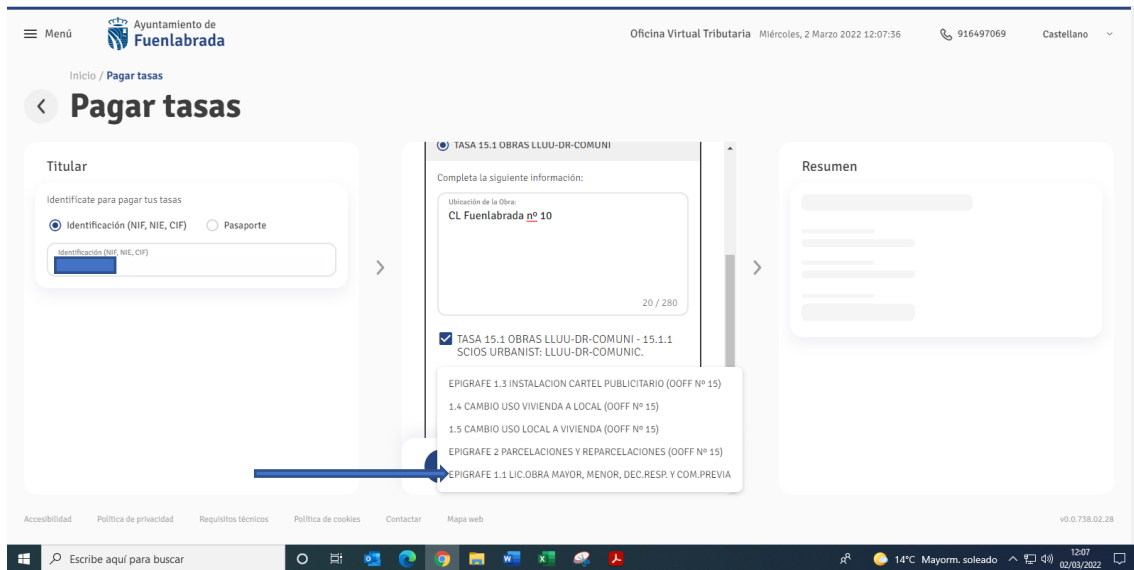 Menú
Ayuntamiento de
Fuenlabrada
Oficina Virtual Tributaria Miércoles, 2 Marzo 2022 12:07:36
916497069
Castellano
Inicio / Pagar tasas
Pagar tasas
Titular
Identifícate para pagar tus tasas
Identificación (NIF, NIE, CIF)
Pasaporte
Identificación (NIF, NIE, CIF)
TASA 15.1 OBRAS LLUU-DR-COMUNI
Completa la siguiente información:
Ubicación de la Obra:
CL Fuenlabrada nº 10
20 / 280
TASA 15.1 OBRAS LLUU-DR-COMUNI - 15.1.1
SCIOS URBANIST: LLUU-DR-COMUNIC.
EPIGRAFE 1.3 INSTALACION CARTEL PUBLICITARIO (OOFF Nº 15)
1.4 CAMBIO USO VIVIENDA A LOCAL (OOFF Nº 15)
1.5 CAMBIO USO LOCAL A VIVIENDA (OOFF Nº 15)
EPIGRAFE 2 PARCELACIONES Y REPARCELACIONES (OOFF Nº 15)
EPIGRAFE 1.1 LIC.OBRA MAYOR, MENOR, DEC.RESP. Y COM.PREVIA
Resumen
Accesibilidad
Política de privacidad
Requisitos técnicos
Política de cookies
Contactar
Mapa web
v0.0.738.02.28
Escribe aquí para buscar
14°C Mayorm. soleado
12:07
02/03/2022